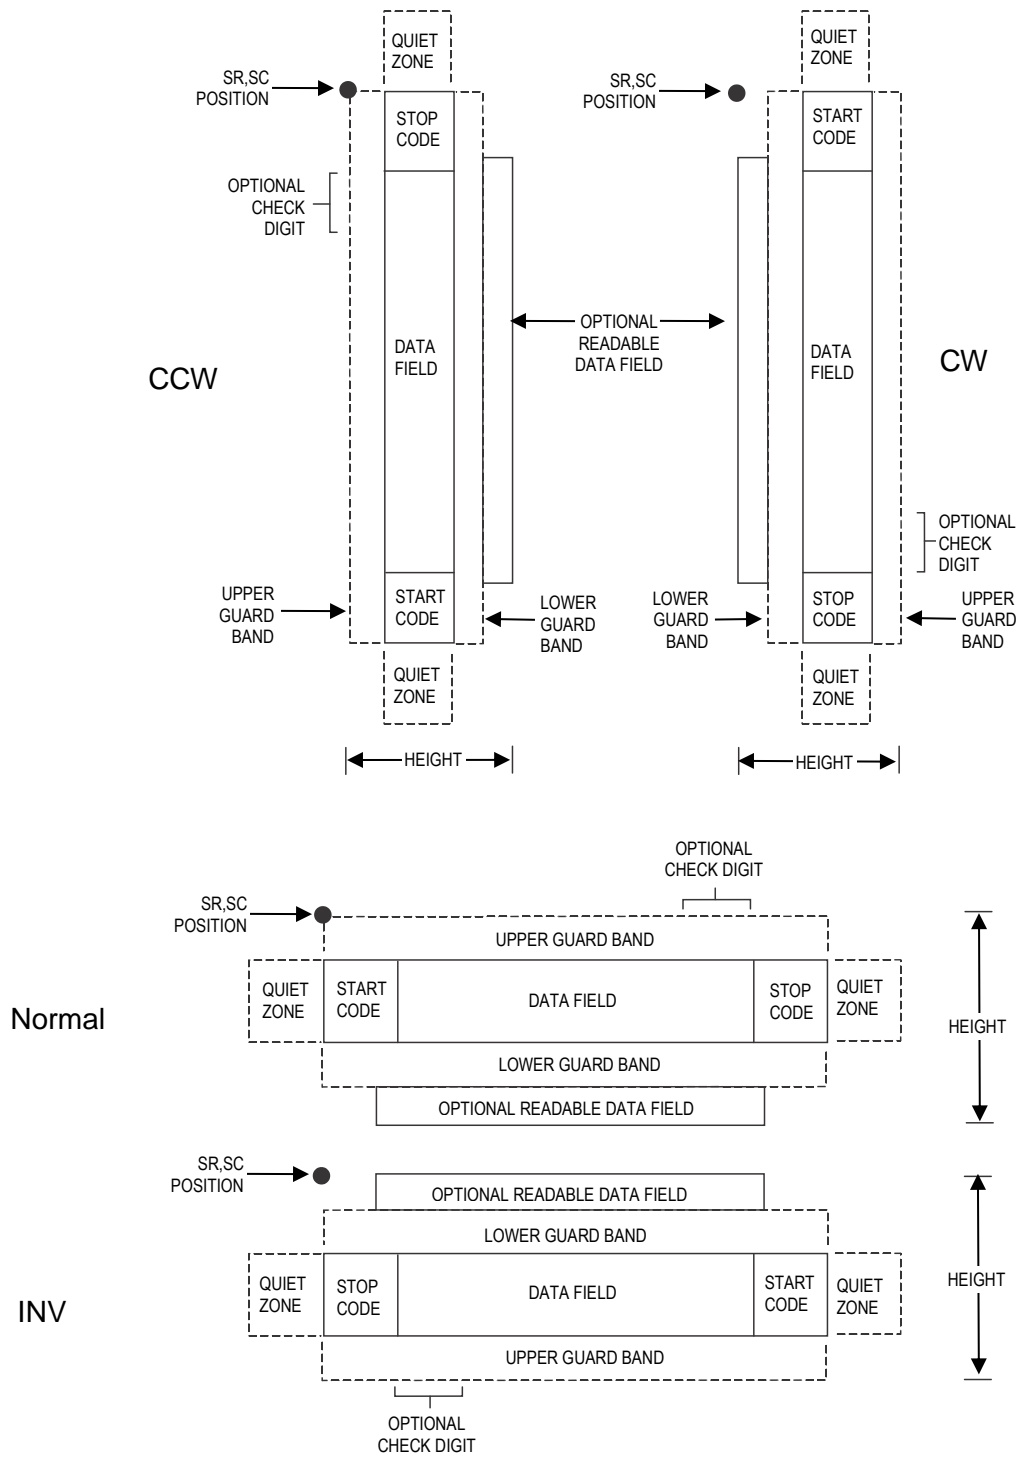 QUIET
ZONE
SR,SC
POSITION
STOP
CODE
OPTIONAL
CHECK
DIGIT
DATA
FIELD
CCW
UPPER
GUARD
BAND
START
CODE
LOWER
GUARD
BAND
QUIET
ZONE
HEIGHT
OPTIONAL
READABLE
DATA FIELD
QUIET
ZONE
SR,SC
POSITION
START
CODE
DATA
FIELD
CW
OPTIONAL
CHECK
DIGIT
LOWER
GUARD
BAND
STOP
CODE
UPPER
GUARD
BAND
QUIET
ZONE
HEIGHT
OPTIONAL
CHECK DIGIT
SR,SC
POSITION
UPPER GUARD BAND
Normal
QUIET
ZONE
START
CODE
DATA FIELD
STOP
CODE
QUIET
ZONE
HEIGHT
LOWER GUARD BAND
OPTIONAL READABLE DATA FIELD
SR,SC
POSITION
OPTIONAL READABLE DATA FIELD
LOWER GUARD BAND
INV
QUIET
ZONE
STOP
CODE
DATA FIELD
START
CODE
QUIET
ZONE
HEIGHT
UPPER GUARD BAND
OPTIONAL
CHECK DIGIT